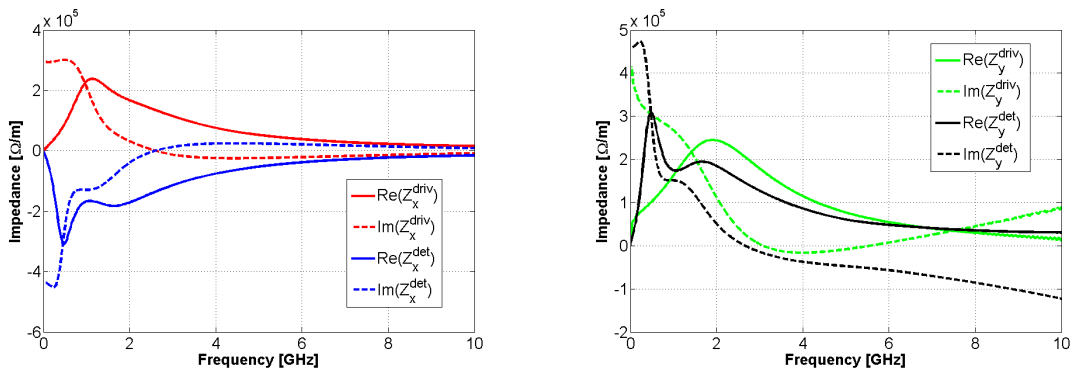 x 10^5
4
2
0
-2
-4
-6
0 2 4 6 8 10
Impedance [Ω/m]
Frequency [GHz]
Re(Z_x^driv)
Im(Z_x^driv)
Re(Z_x^det)
Im(Z_x^det)
x 10^5
5
4
3
2
1
0
-1
-2
0 2 4 6 8 10
Impedance [Ω/m]
Frequency [GHz]
Re(Z_y^driv)
Im(Z_y^driv)
Re(Z_y^det)
Im(Z_y^det)